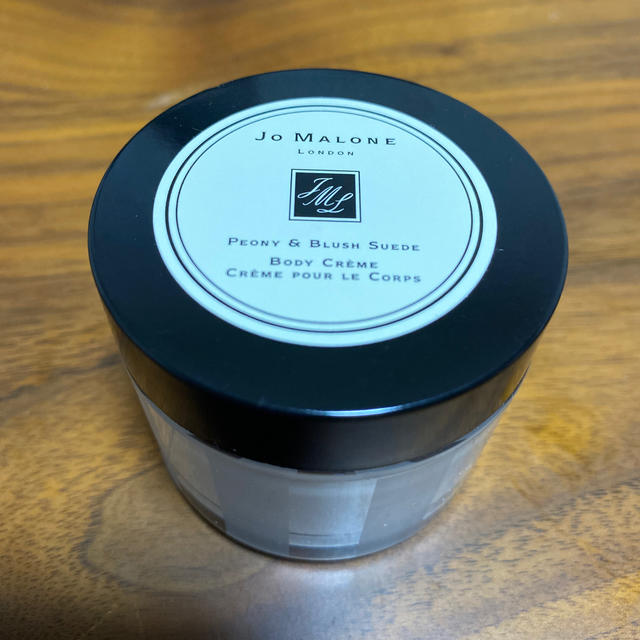 Jo Malone
London
JML
Peony & Blush Suede
Body Crème
Crème pour le Corps